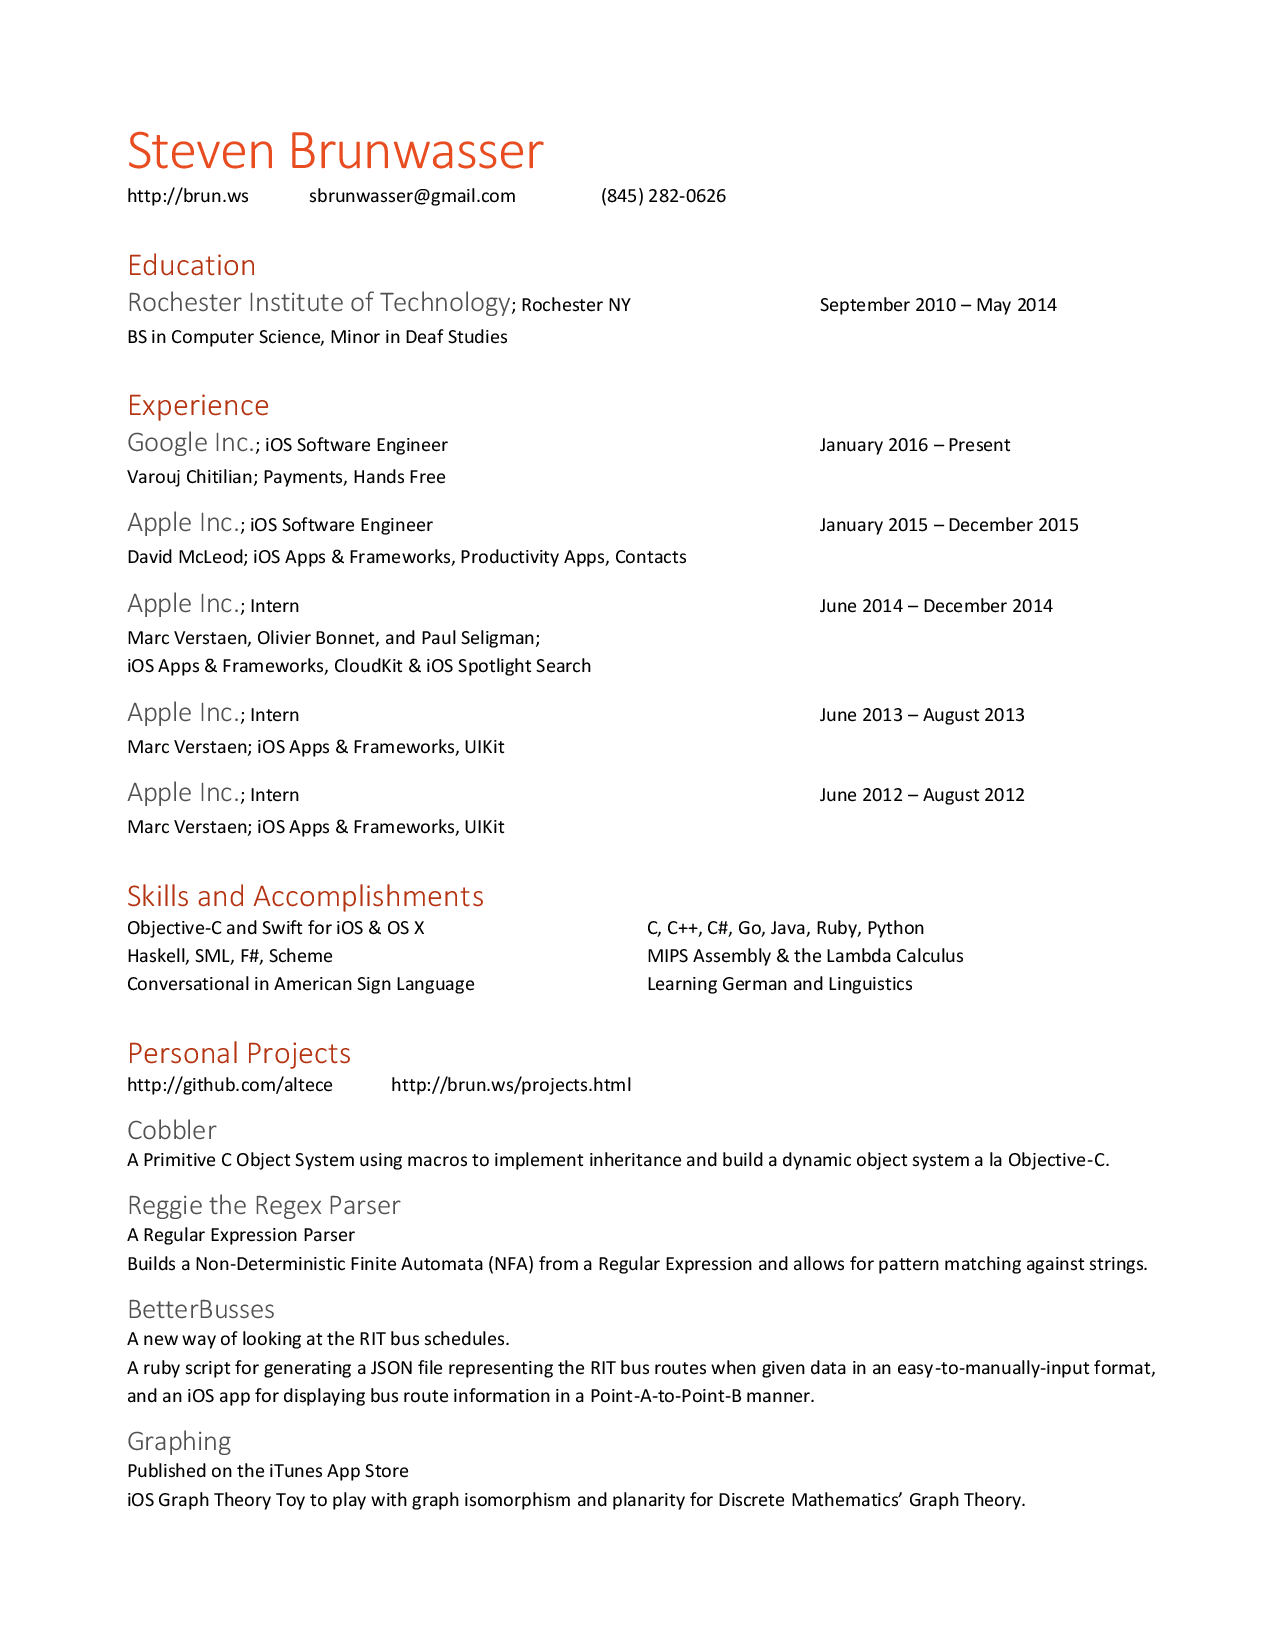 Steven Brunwasser
http://brun.ws sbrunwasser@gmail.com (845) 282-0626
Education
Rochester Institute of Technology; Rochester NY September 2010 – May 2014
BS in Computer Science, Minor in Deaf Studies
Experience
Google Inc.; iOS Software Engineer January 2016 – Present
Varouj Chitilian; Payments, Hands Free
Apple Inc.; iOS Software Engineer January 2015 – December 2015
David McLeod; iOS Apps & Frameworks, Productivity Apps, Contacts
Apple Inc.; Intern June 2014 – December 2014
Marc Verstaen, Olivier Bonnet, and Paul Seligman;
iOS Apps & Frameworks, CloudKit & iOS Spotlight Search
Apple Inc.; Intern June 2013 – August 2013
Marc Verstaen; iOS Apps & Frameworks, UIKit
Apple Inc.; Intern June 2012 – August 2012
Marc Verstaen; iOS Apps & Frameworks, UIKit
Skills and Accomplishments
Objective-C and Swift for iOS & OS X C, C++, C#, Go, Java, Ruby, Python
Haskell, SML, F#, Scheme MIPS Assembly & the Lambda Calculus
Conversational in American Sign Language Learning German and Linguistics
Personal Projects
http://github.com/altece http://brun.ws/projects.html
Cobbler
A Primitive C Object System using macros to implement inheritance and build a dynamic object system a la Objective-C.
Reggie the Regex Parser
A Regular Expression Parser
Builds a Non-Deterministic Finite Automata (NFA) from a Regular Expression and allows for pattern matching against strings.
BetterBusses
A new way of looking at the RIT bus schedules.
A ruby script for generating a JSON file representing the RIT bus routes when given data in an easy-to-manually-input format,
and an iOS app for displaying bus route information in a Point-A-to-Point-B manner.
Graphing
Published on the iTunes App Store
iOS Graph Theory Toy to play with graph isomorphism and planarity for Discrete Mathematics’ Graph Theory.